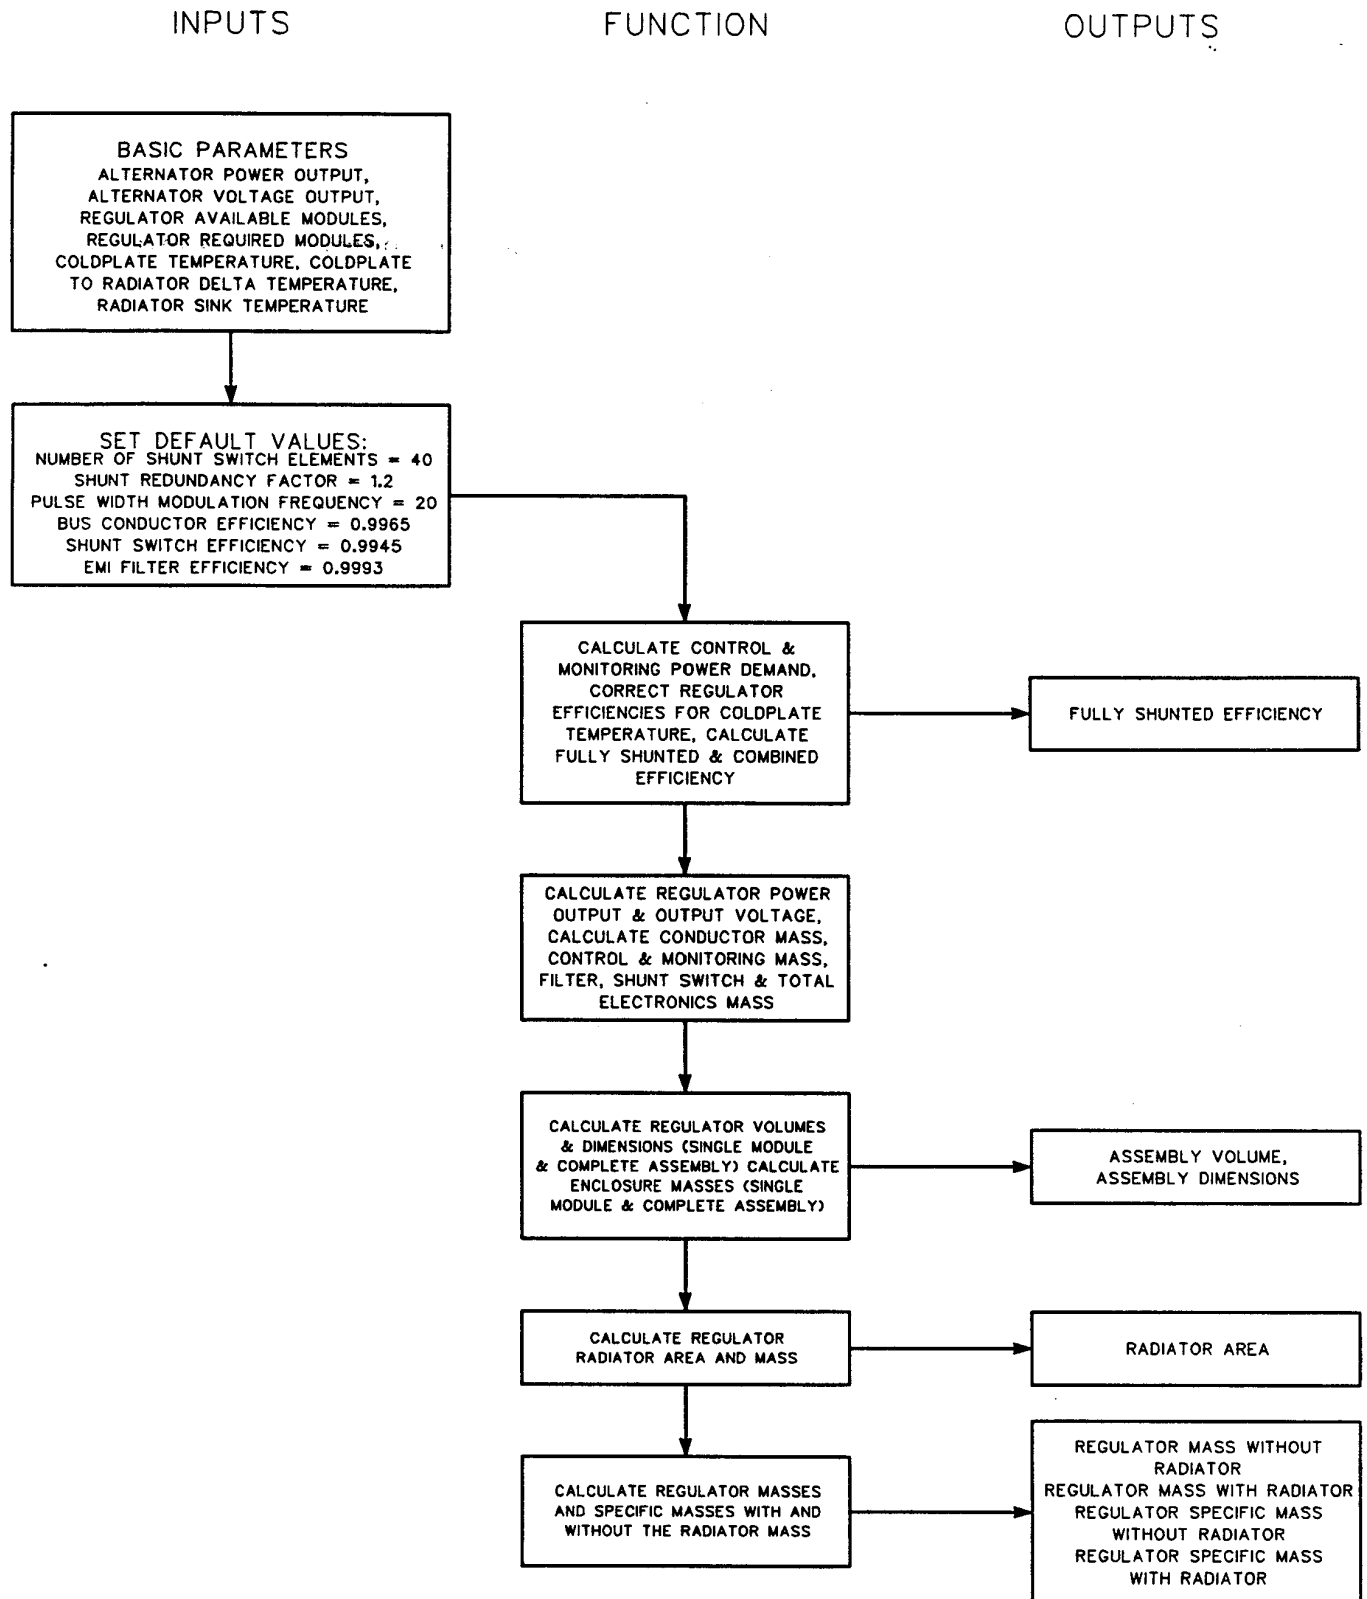 INPUTS
FUNCTION
OUTPUTS
BASIC PARAMETERS
ALTERNATOR POWER OUTPUT,
ALTERNATOR VOLTAGE OUTPUT,
REGULATOR AVAILABLE MODULES,
REGULATOR REQUIRED MODULES,
COLDPLATE TEMPERATURE, COLDPLATE
TO RADIATOR DELTA TEMPERATURE,
RADIATOR SINK TEMPERATURE
SET DEFAULT VALUES:
NUMBER OF SHUNT SWITCH ELEMENTS = 40
SHUNT REDUNDANCY FACTOR = 1.2
PULSE WIDTH MODULATION FREQUENCY = 20
BUS CONDUCTOR EFFICIENCY = 0.9965
SHUNT SWITCH EFFICIENCY = 0.9945
EMI FILTER EFFICIENCY = 0.9993
CALCULATE CONTROL &
MONITORING POWER DEMAND,
CORRECT REGULATOR
EFFICIENCIES FOR COLDPLATE
TEMPERATURE, CALCULATE
FULLY SHUNTED & COMBINED
EFFICIENCY
FULLY SHUNTED EFFICIENCY
CALCULATE REGULATOR POWER
OUTPUT & OUTPUT VOLTAGE,
CALCULATE CONDUCTOR MASS,
CONTROL & MONITORING MASS,
FILTER, SHUNT SWITCH & TOTAL
ELECTRONICS MASS
CALCULATE REGULATOR VOLUMES
& DIMENSIONS (SINGLE MODULE
& COMPLETE ASSEMBLY) CALCULATE
ENCLOSURE MASSES (SINGLE
MODULE & COMPLETE ASSEMBLY)
ASSEMBLY VOLUME,
ASSEMBLY DIMENSIONS
CALCULATE REGULATOR
RADIATOR AREA AND MASS
RADIATOR AREA
CALCULATE REGULATOR MASSES
AND SPECIFIC MASSES WITH AND
WITHOUT THE RADIATOR MASS
REGULATOR MASS WITHOUT
RADIATOR
REGULATOR MASS WITH RADIATOR
REGULATOR SPECIFIC MASS
WITHOUT RADIATOR
REGULATOR SPECIFIC MASS
WITH RADIATOR